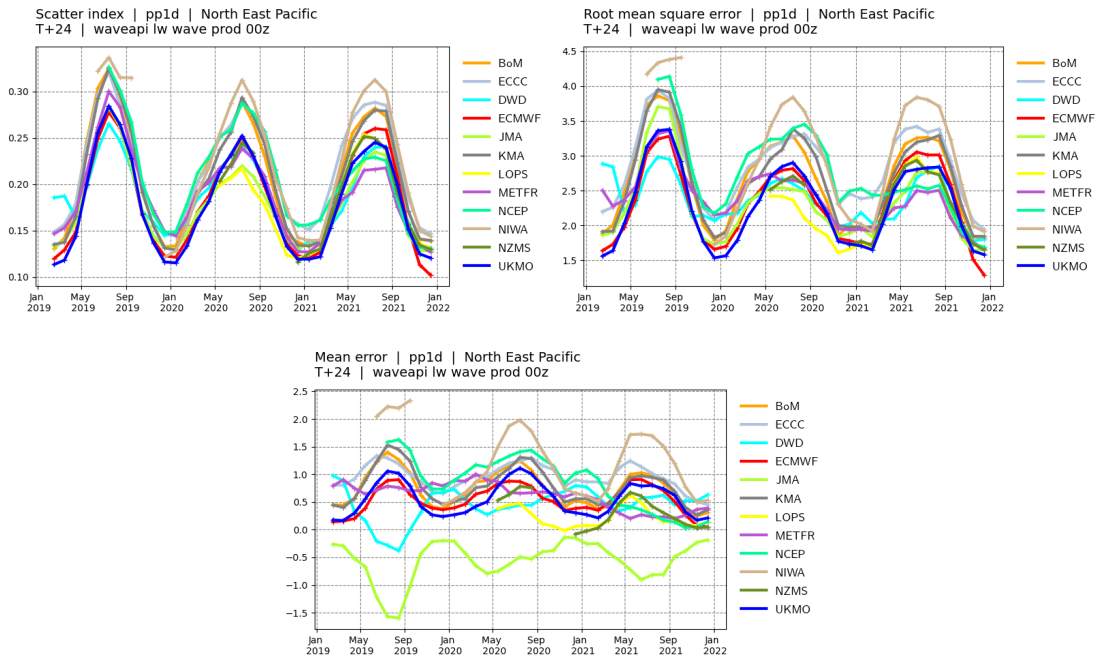 Scatter index | pp1d | North East Pacific
T+24 | waveapi lw wave prod 00z
0.30
0.25
0.20
0.15
0.10
Jan 2019
May 2019
Sep 2019
Jan 2020
May 2020
Sep 2020
Jan 2021
May 2021
Sep 2021
Jan 2022
BoM
ECCC
DWD
ECMWF
JMA
KMA
LOPS
METFR
NCEP
NIWA
NZMS
UKMO
Root mean square error | pp1d | North East Pacific
T+24 | waveapi lw wave prod 00z
4.5
4.0
3.5
3.0
2.5
2.0
1.5
Jan 2019
May 2019
Sep 2019
Jan 2020
May 2020
Sep 2020
Jan 2021
May 2021
Sep 2021
Jan 2022
BoM
ECCC
DWD
ECMWF
JMA
KMA
LOPS
METFR
NCEP
NIWA
NZMS
UKMO
Mean error | pp1d | North East Pacific
T+24 | waveapi lw wave prod 00z
2.5
2.0
1.5
1.0
0.5
0.0
−0.5
−1.0
−1.5
Jan 2019
May 2019
Sep 2019
Jan 2020
May 2020
Sep 2020
Jan 2021
May 2021
Sep 2021
Jan 2022
BoM
ECCC
DWD
ECMWF
JMA
KMA
LOPS
METFR
NCEP
NIWA
NZMS
UKMO